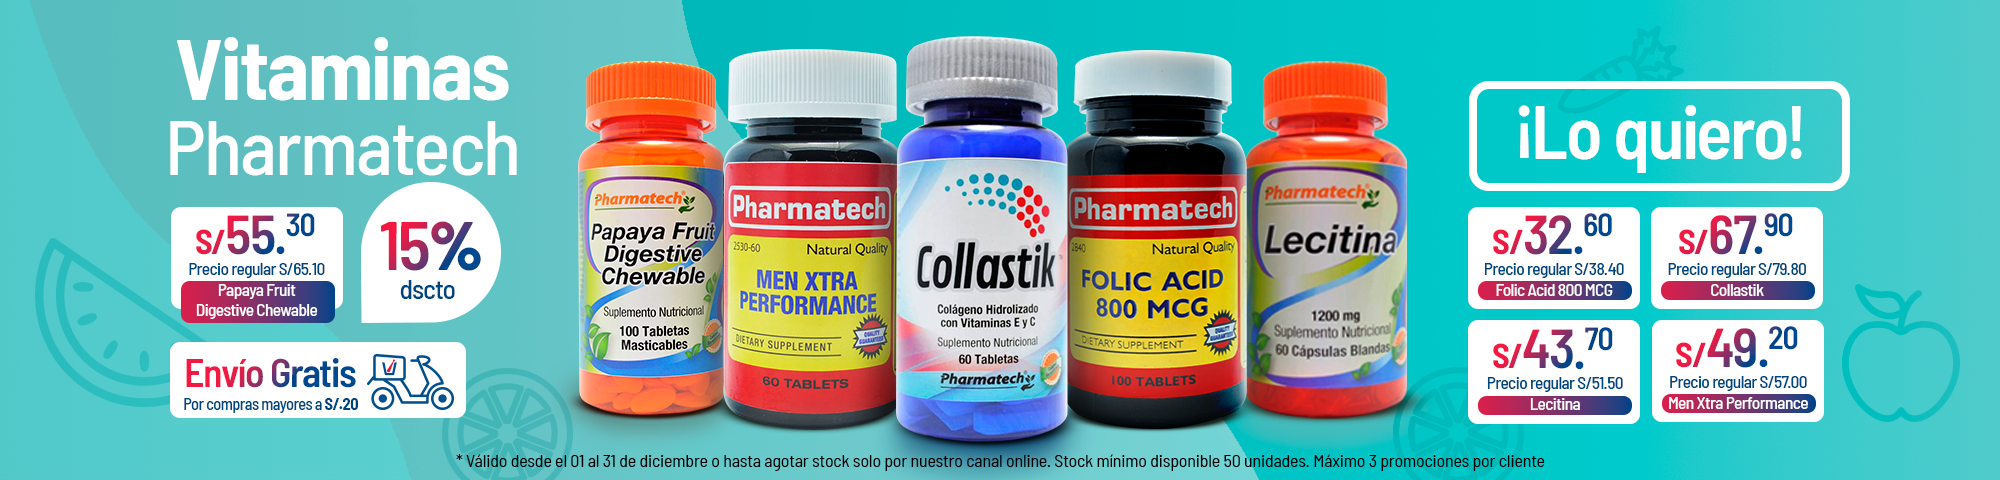 Vitaminas
Pharmatech
S/55.30
Precio regular S/65.10
Papaya Fruit
Digestive Chewable
15%
dscto
Envío Gratis
Por compras mayores a S/.20
Pharmatech®
Papaya Fruit
Digestive
Chewable
Suplemento Nutricional
100 Tabletas
Masticables
Pharmatech
2530-60
Natural Quality
MEN XTRA
PERFORMANCE
QUALITY
GUARANTEED
DIETARY SUPPLEMENT
60 TABLETS
Collastik
Colágeno Hidrolizado
con Vitaminas E y C
Suplemento Nutricional
60 Tabletas
Pharmatech
Pharmatech
2840
Natural Quality
FOLIC ACID
800 MCG
QUALITY
GUARANTEED
DIETARY SUPPLEMENT
100 TABLETS
Pharmatech®
Lecitina
1200 mg
Suplemento Nutricional
60 Cápsulas Blandas
¡Lo quiero!
S/32.60
Precio regular S/38.40
Folic Acid 800 MCG
S/67.90
Precio regular S/79.80
Collastik
S/43.70
Precio regular S/51.50
Lecitina
S/49.20
Precio regular S/57.00
Men Xtra Performance
* Válido desde el 01 al 31 de diciembre o hasta agotar stock solo por nuestro canal online. Stock mínimo disponible 50 unidades. Máximo 3 promociones por cliente